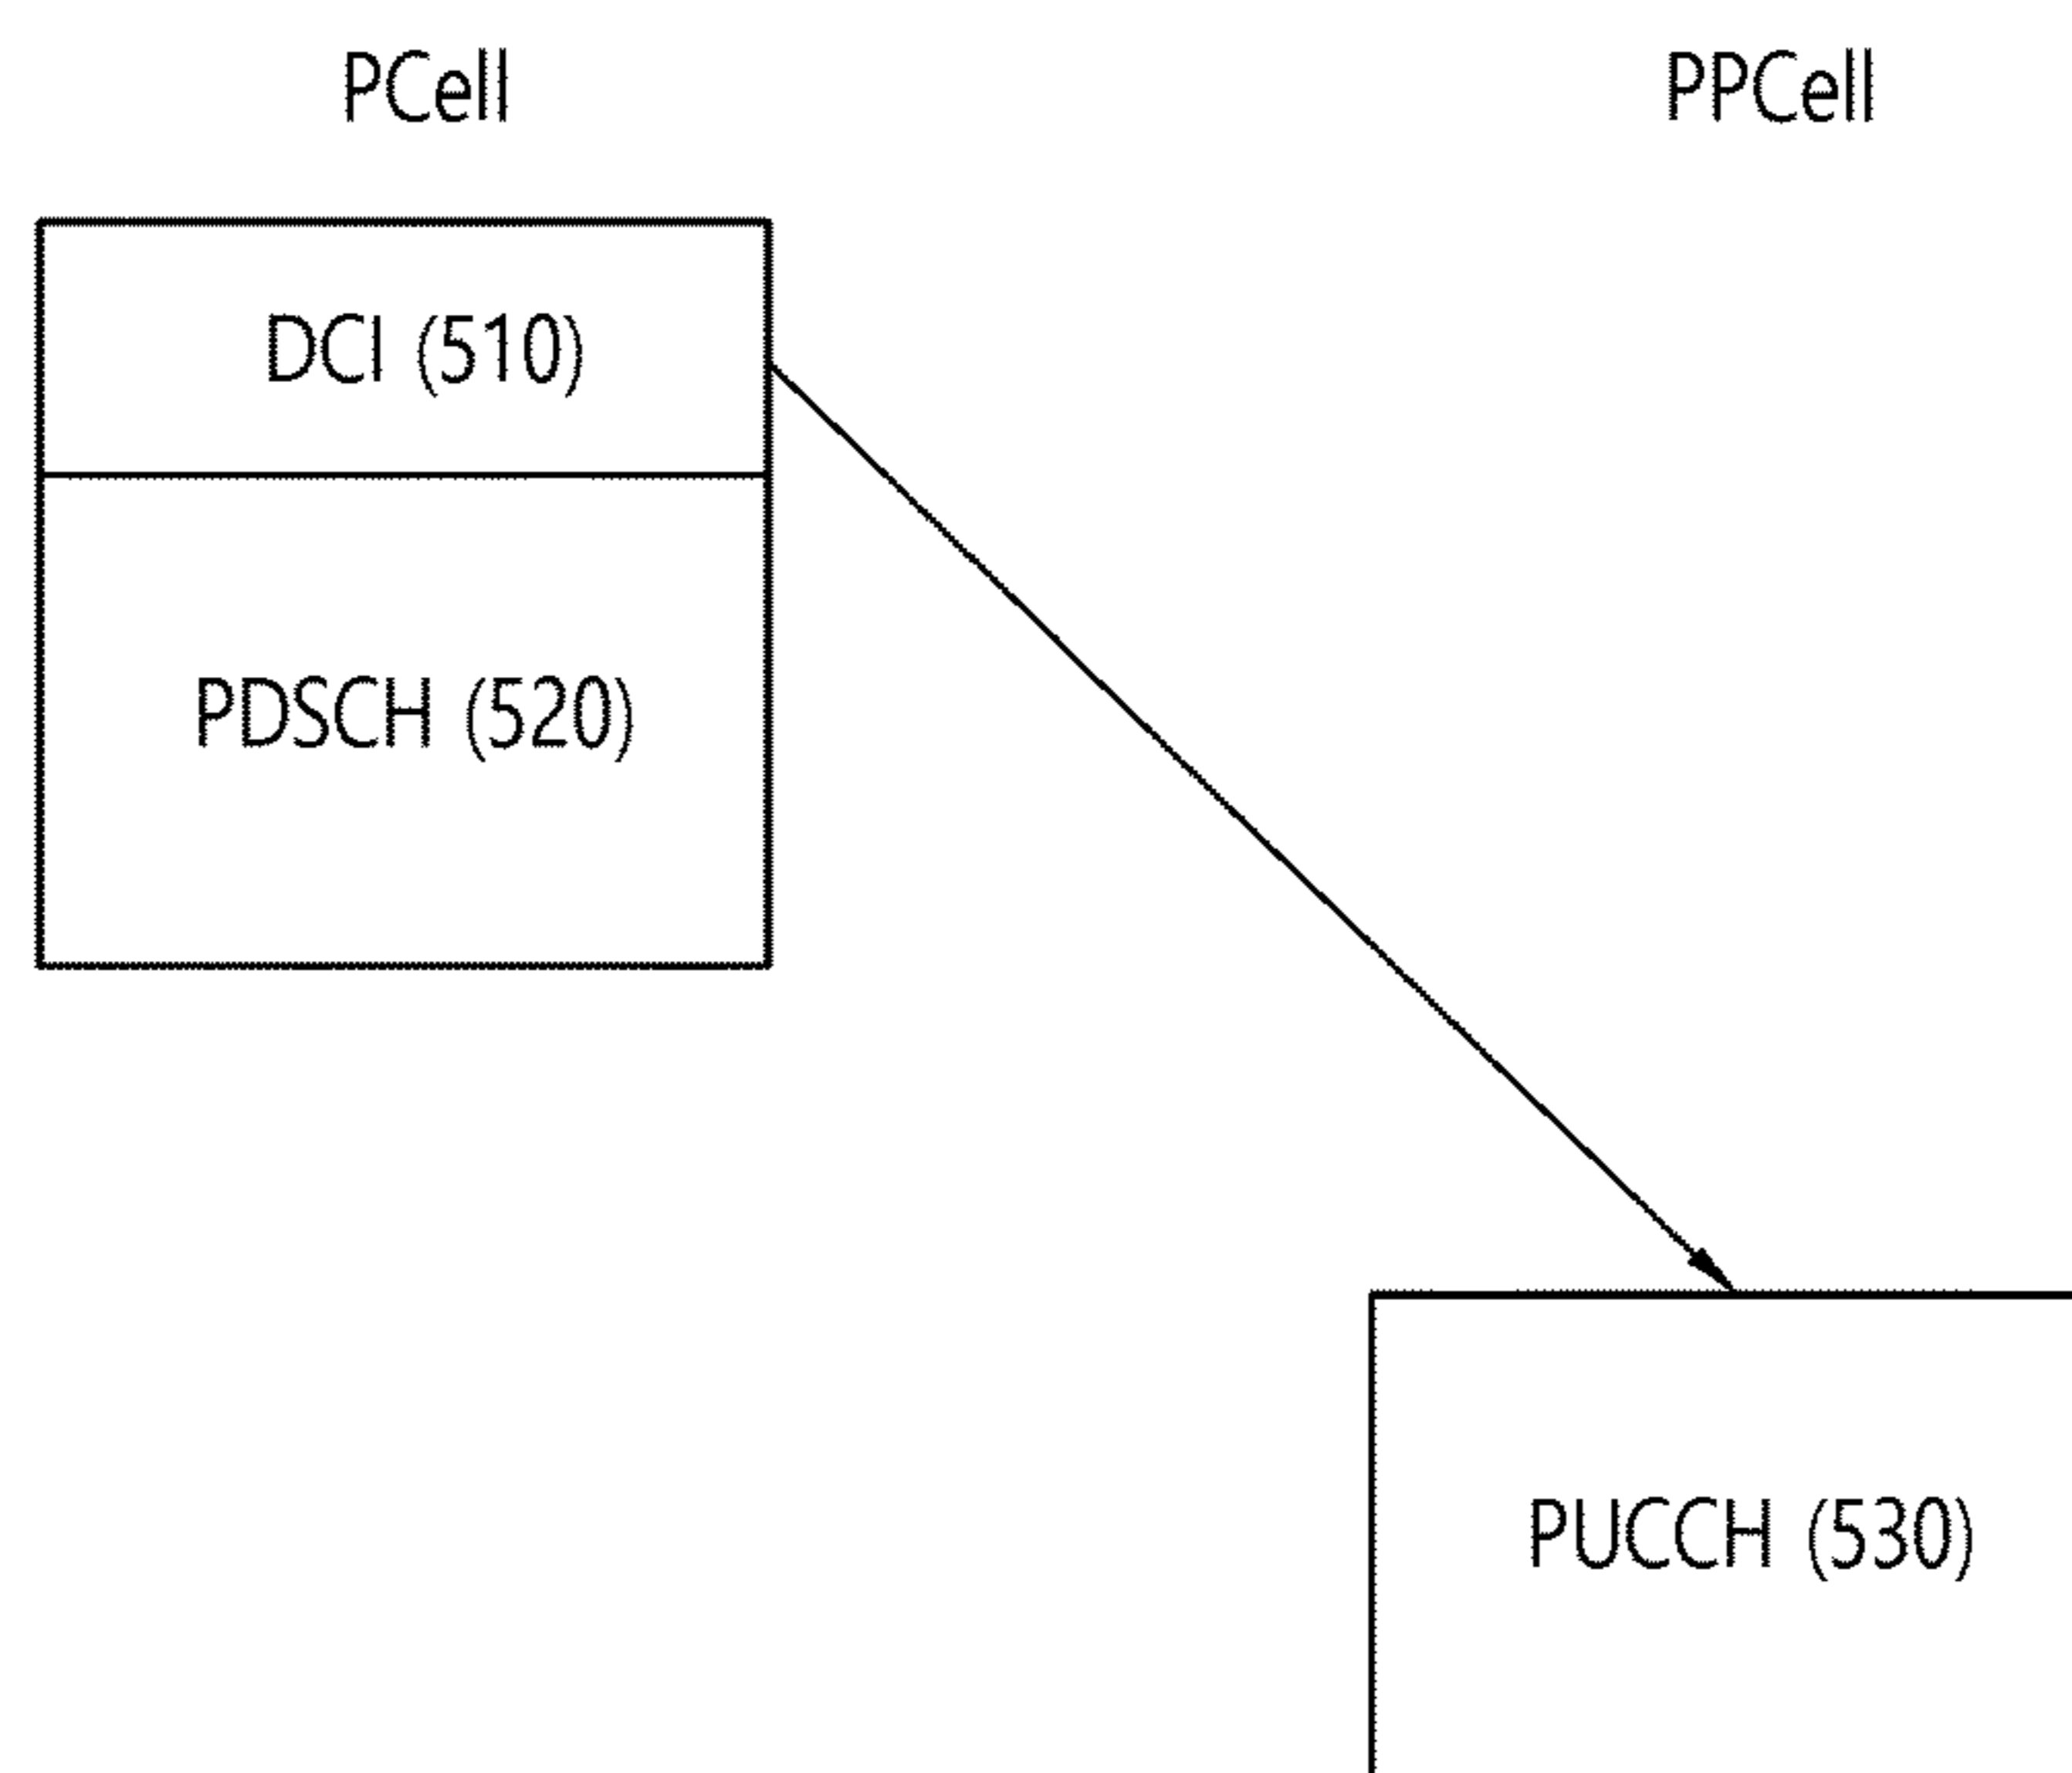 PCell
PPCell
DCI (510)
PDSCH (520)
PUCCH (530)